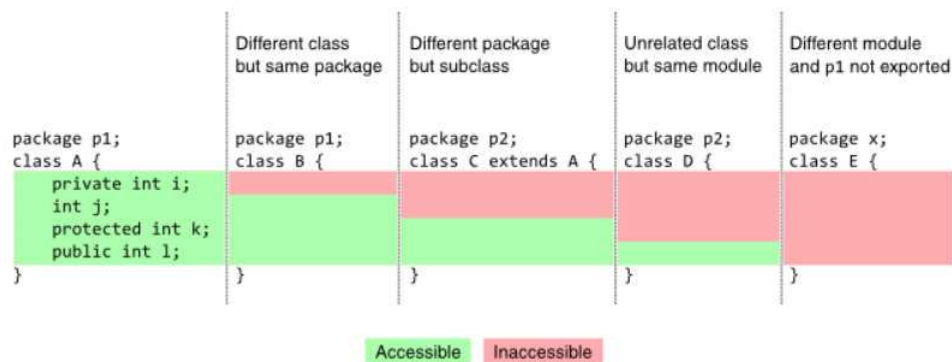 Different class
but same package
Different package
but subclass
Unrelated class
but same module
Different module
and p1 not exported
package p1;
class A {
private int i;
int j;
protected int k;
public int l;
}
package p1;
class B {
}
package p2;
class C extends A {
}
package p2;
class D {
}
package x;
class E {
}
Accessible
Inaccessible